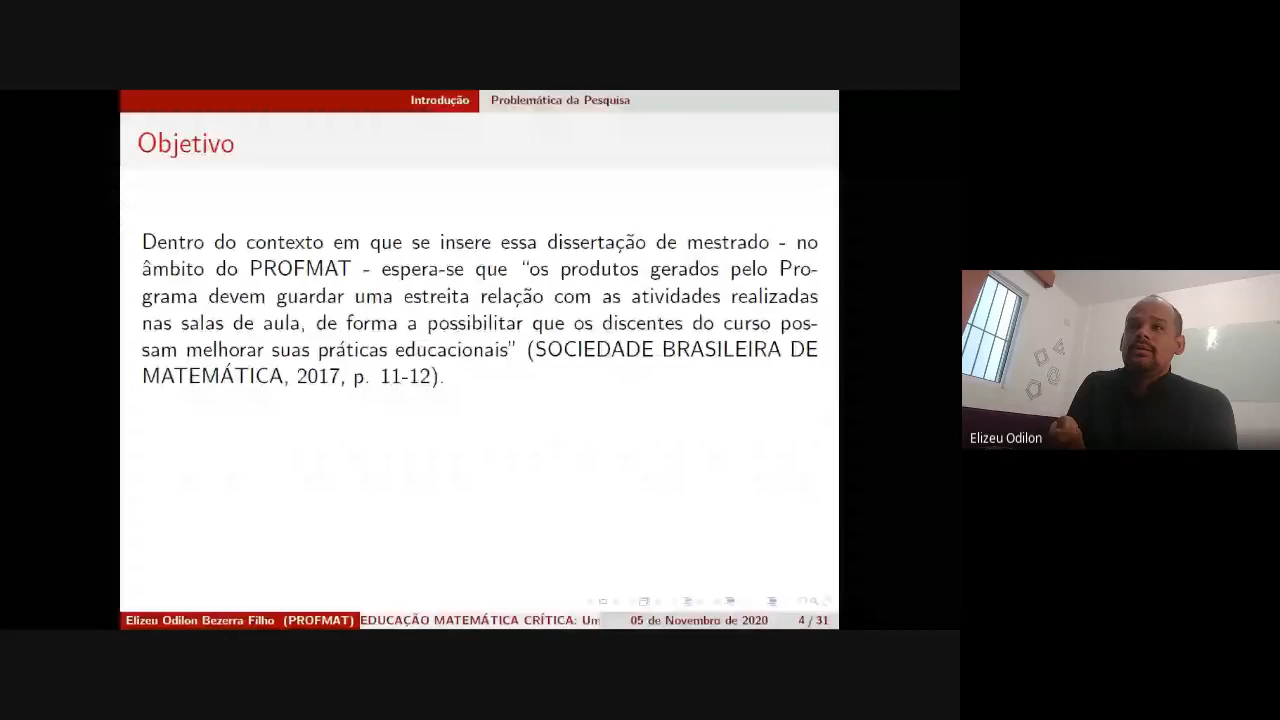 Introdução Problemática da Pesquisa
Objetivo
Dentro do contexto em que se insere essa dissertação de mestrado - no
âmbito do PROFMAT - espera-se que “os produtos gerados pelo Pro-
grama devem guardar uma estreita relação com as atividades realizadas
nas salas de aula, de forma a possibilitar que os discentes do curso pos-
sam melhorar suas práticas educacionais” (SOCIEDADE BRASILEIRA DE
MATEMÁTICA, 2017, p. 11-12).
Elizeu Odilon
Elizeu Odilon Bezerra Filho (PROFMAT) EDUCAÇÃO MATEMÁTICA CRÍTICA: Um 05 de Novembro de 2020 4 / 31